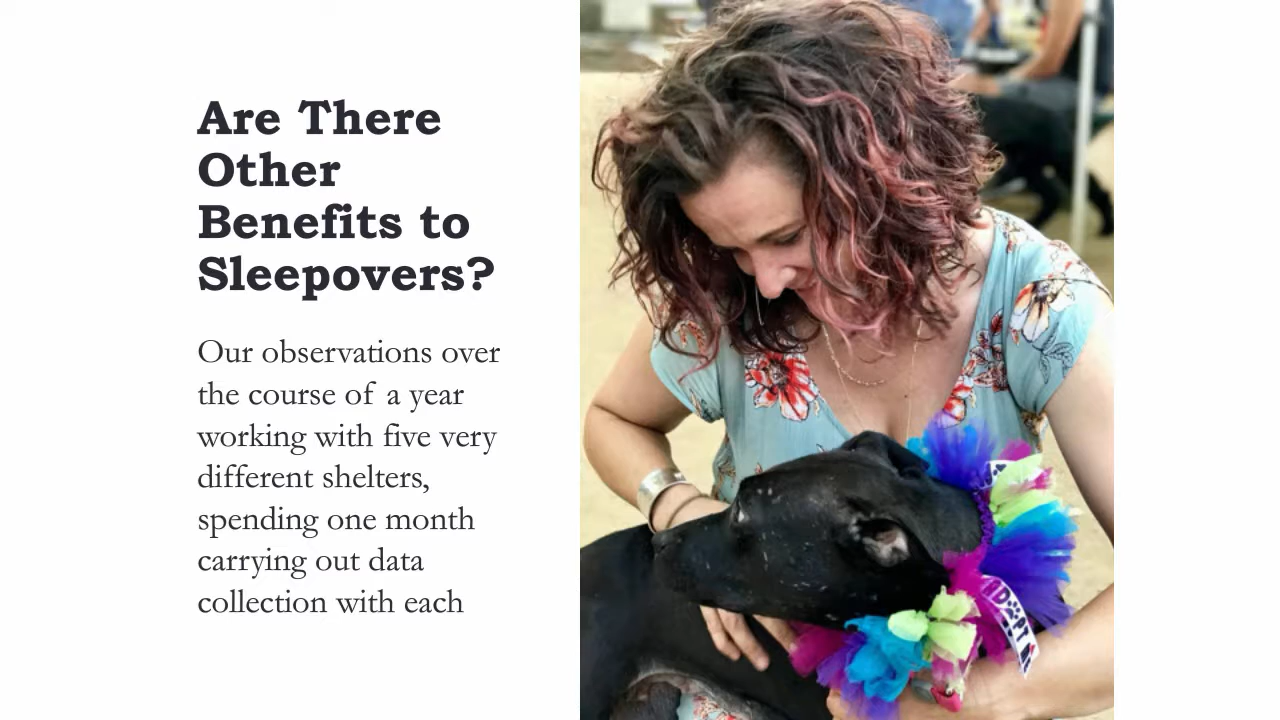 Are There
Other
Benefits to
Sleepovers?
Our observations over
the course of a year
working with five very
different shelters,
spending one month
carrying out data
collection with each
ADOPT